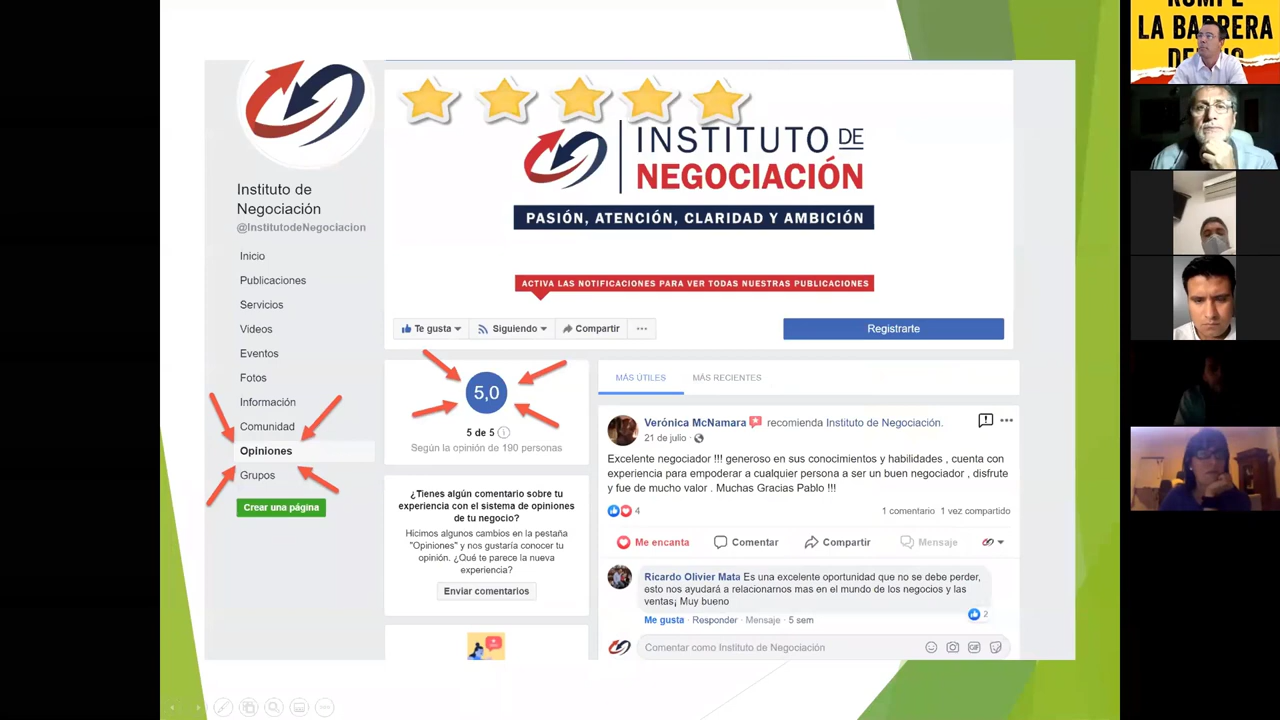 Instituto de
Negociación
@InstitutodeNegociacion
Inicio
Publicaciones
Servicios
Videos
Eventos
Fotos
Información
Comunidad
Opiniones
Grupos
Crear una página
INSTITUTO DE
NEGOCIACIÓN
PASIÓN, ATENCIÓN, CLARIDAD Y AMBICIÓN
ACTIVA LAS NOTIFICACIONES PARA VER TODAS NUESTRAS PUBLICACIONES
Te gusta Siguiendo Compartir ...
Registrarte
5,0
5 de 5
Según la opinión de 190 personas
¿Tienes algún comentario sobre tu
experiencia con el sistema de opiniones
de tu negocio?
Hicimos algunos cambios en la pestaña
"Opiniones" y nos gustaría conocer tu
opinión. ¿Qué te parece la nueva
experiencia?
Enviar comentarios
MÁS ÚTILES MÁS RECIENTES
Verónica McNamara recomienda Instituto de Negociación.
21 de julio ·
Excelente negociador !!! generoso en sus conocimientos y habilidades , cuenta con
experiencia para empoderar a cualquier persona a ser un buen negociador , disfrute
y fue de mucho valor . Muchas Gracias Pablo !!!
4 1 comentario 1 vez compartido
Me encanta Comentar Compartir Mensaje
Ricardo Olivier Mata Es una excelente oportunidad que no se debe perder,
esto nos ayudará a relacionarnos mas en el mundo de los negocios y las
ventas¡ Muy bueno
2
Me gusta · Responder · Mensaje · 5 sem
Comentar como Instituto de Negociación
GIF
LA BARRERA